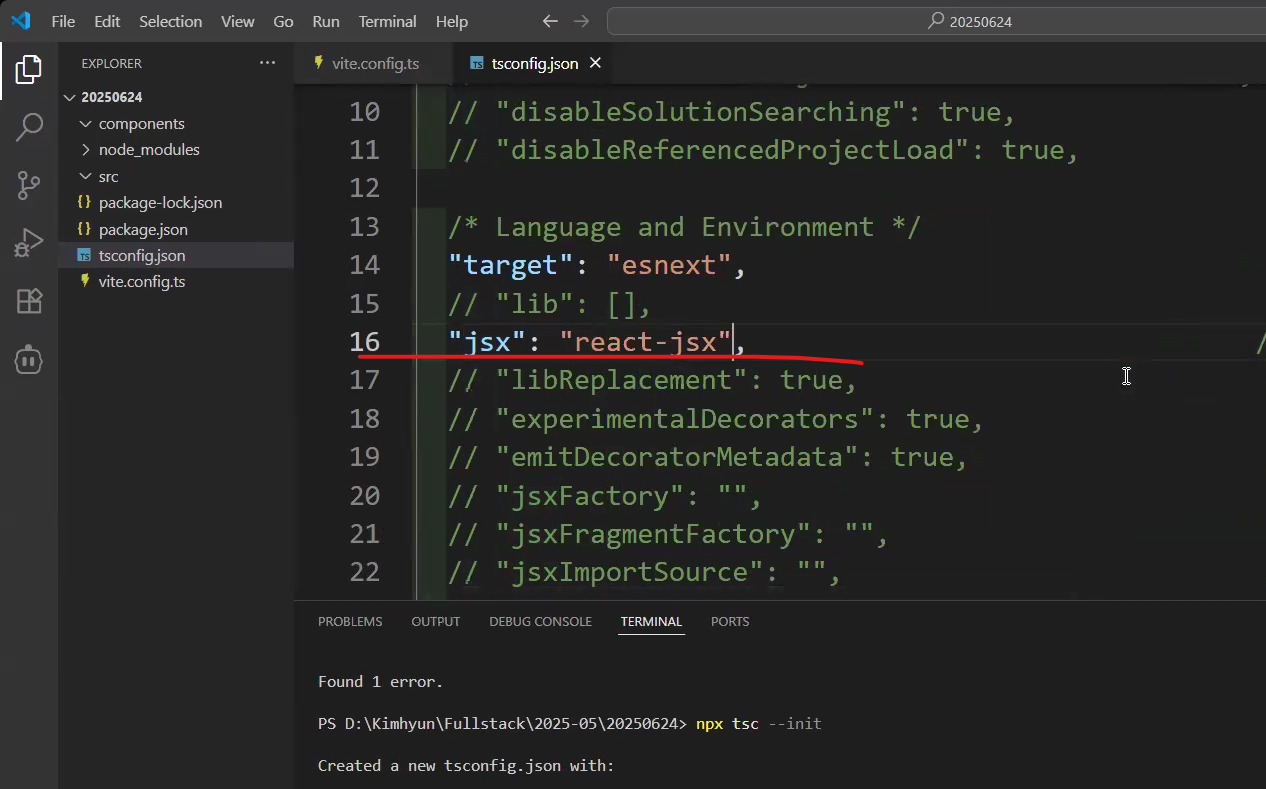 File Edit Selection View Go Run Terminal Help
20250624
EXPLORER
20250624
components
node_modules
src
package-lock.json
package.json
tsconfig.json
vite.config.ts
vite.config.ts
tsconfig.json
10 // "disableSolutionSearching": true,
11 // "disableReferencedProjectLoad": true,
12
13 /* Language and Environment */
14 "target": "esnext",
15 // "lib": [],
16 "jsx": "react-jsx", /
17 // "libReplacement": true,
18 // "experimentalDecorators": true,
19 // "emitDecoratorMetadata": true,
20 // "jsxFactory": "",
21 // "jsxFragmentFactory": "",
22 // "jsxImportSource": "",
PROBLEMS OUTPUT DEBUG CONSOLE TERMINAL PORTS
Found 1 error.
PS D:\Kimhyun\Fullstack\2025-05\20250624> npx tsc --init
Created a new tsconfig.json with: